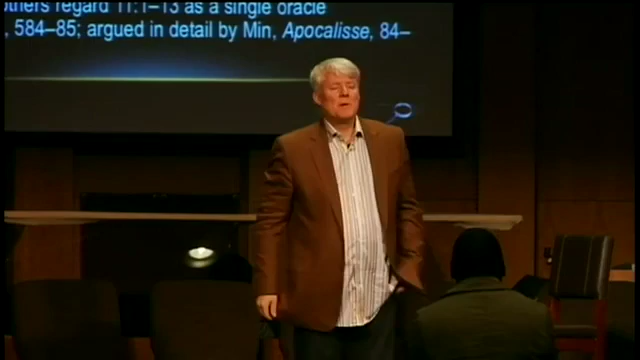 others regard 11:1–13 as a single oracle
, 584–85; argued in detail by Min, Apocalisse, 84–